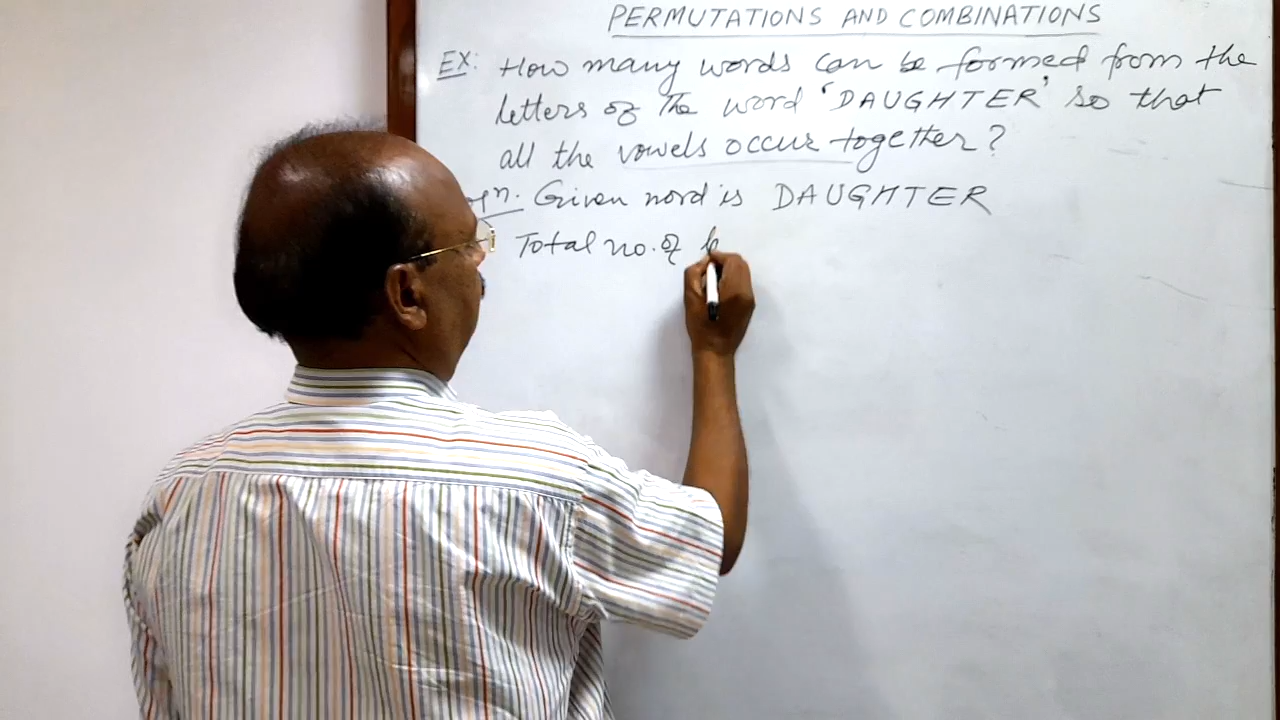 PERMUTATIONS AND COMBINATIONS
EX: How many words can be formed from the
letters of the word 'DAUGHTER' so that
all the vowels occur together?
Given word is DAUGHTER
Total no. of